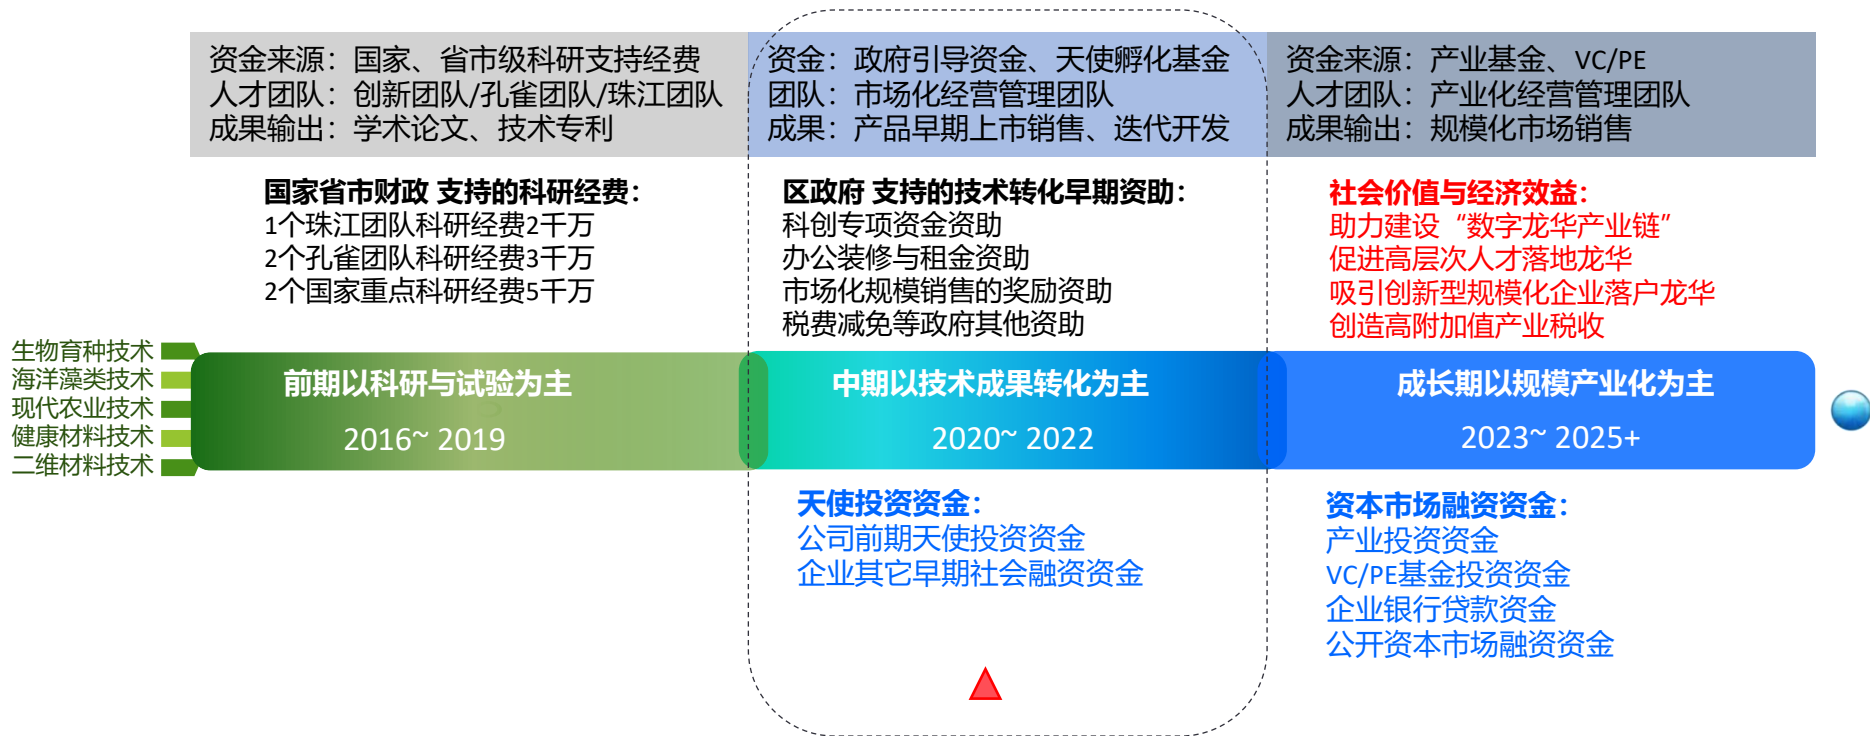 资金来源：国家、省市级科研支持经费
人才团队：创新团队/孔雀团队/珠江团队
成果输出：学术论文、技术专利
资金：政府引导资金、天使孵化基金
团队：市场化经营管理团队
成果：产品早期上市销售、迭代开发
资金来源：产业基金、VC/PE
人才团队：产业化经营管理团队
成果输出：规模化市场销售
国家省市财政 支持的科研经费：
1个珠江团队科研经费2千万
2个孔雀团队科研经费3千万
2个国家重点科研经费5千万
区政府 支持的技术转化早期资助：
科创专项资金资助
办公装修与租金资助
市场化规模销售的奖励资助
税费减免等政府其他资助
社会价值与经济效益：
助力建设“数字龙华产业链”
促进高层次人才落地龙华
吸引创新型规模化企业落户龙华
创造高附加值产业税收
生物育种技术
海洋藻类技术
现代农业技术
健康材料技术
二维材料技术
前期以科研与试验为主
2016~ 2019
中期以技术成果转化为主
2020~ 2022
成长期以规模产业化为主
2023~ 2025+
天使投资资金：
公司前期天使投资资金
企业其它早期社会融资资金
资本市场融资资金：
产业投资资金
VC/PE基金投资资金
企业银行贷款资金
公开资本市场融资资金